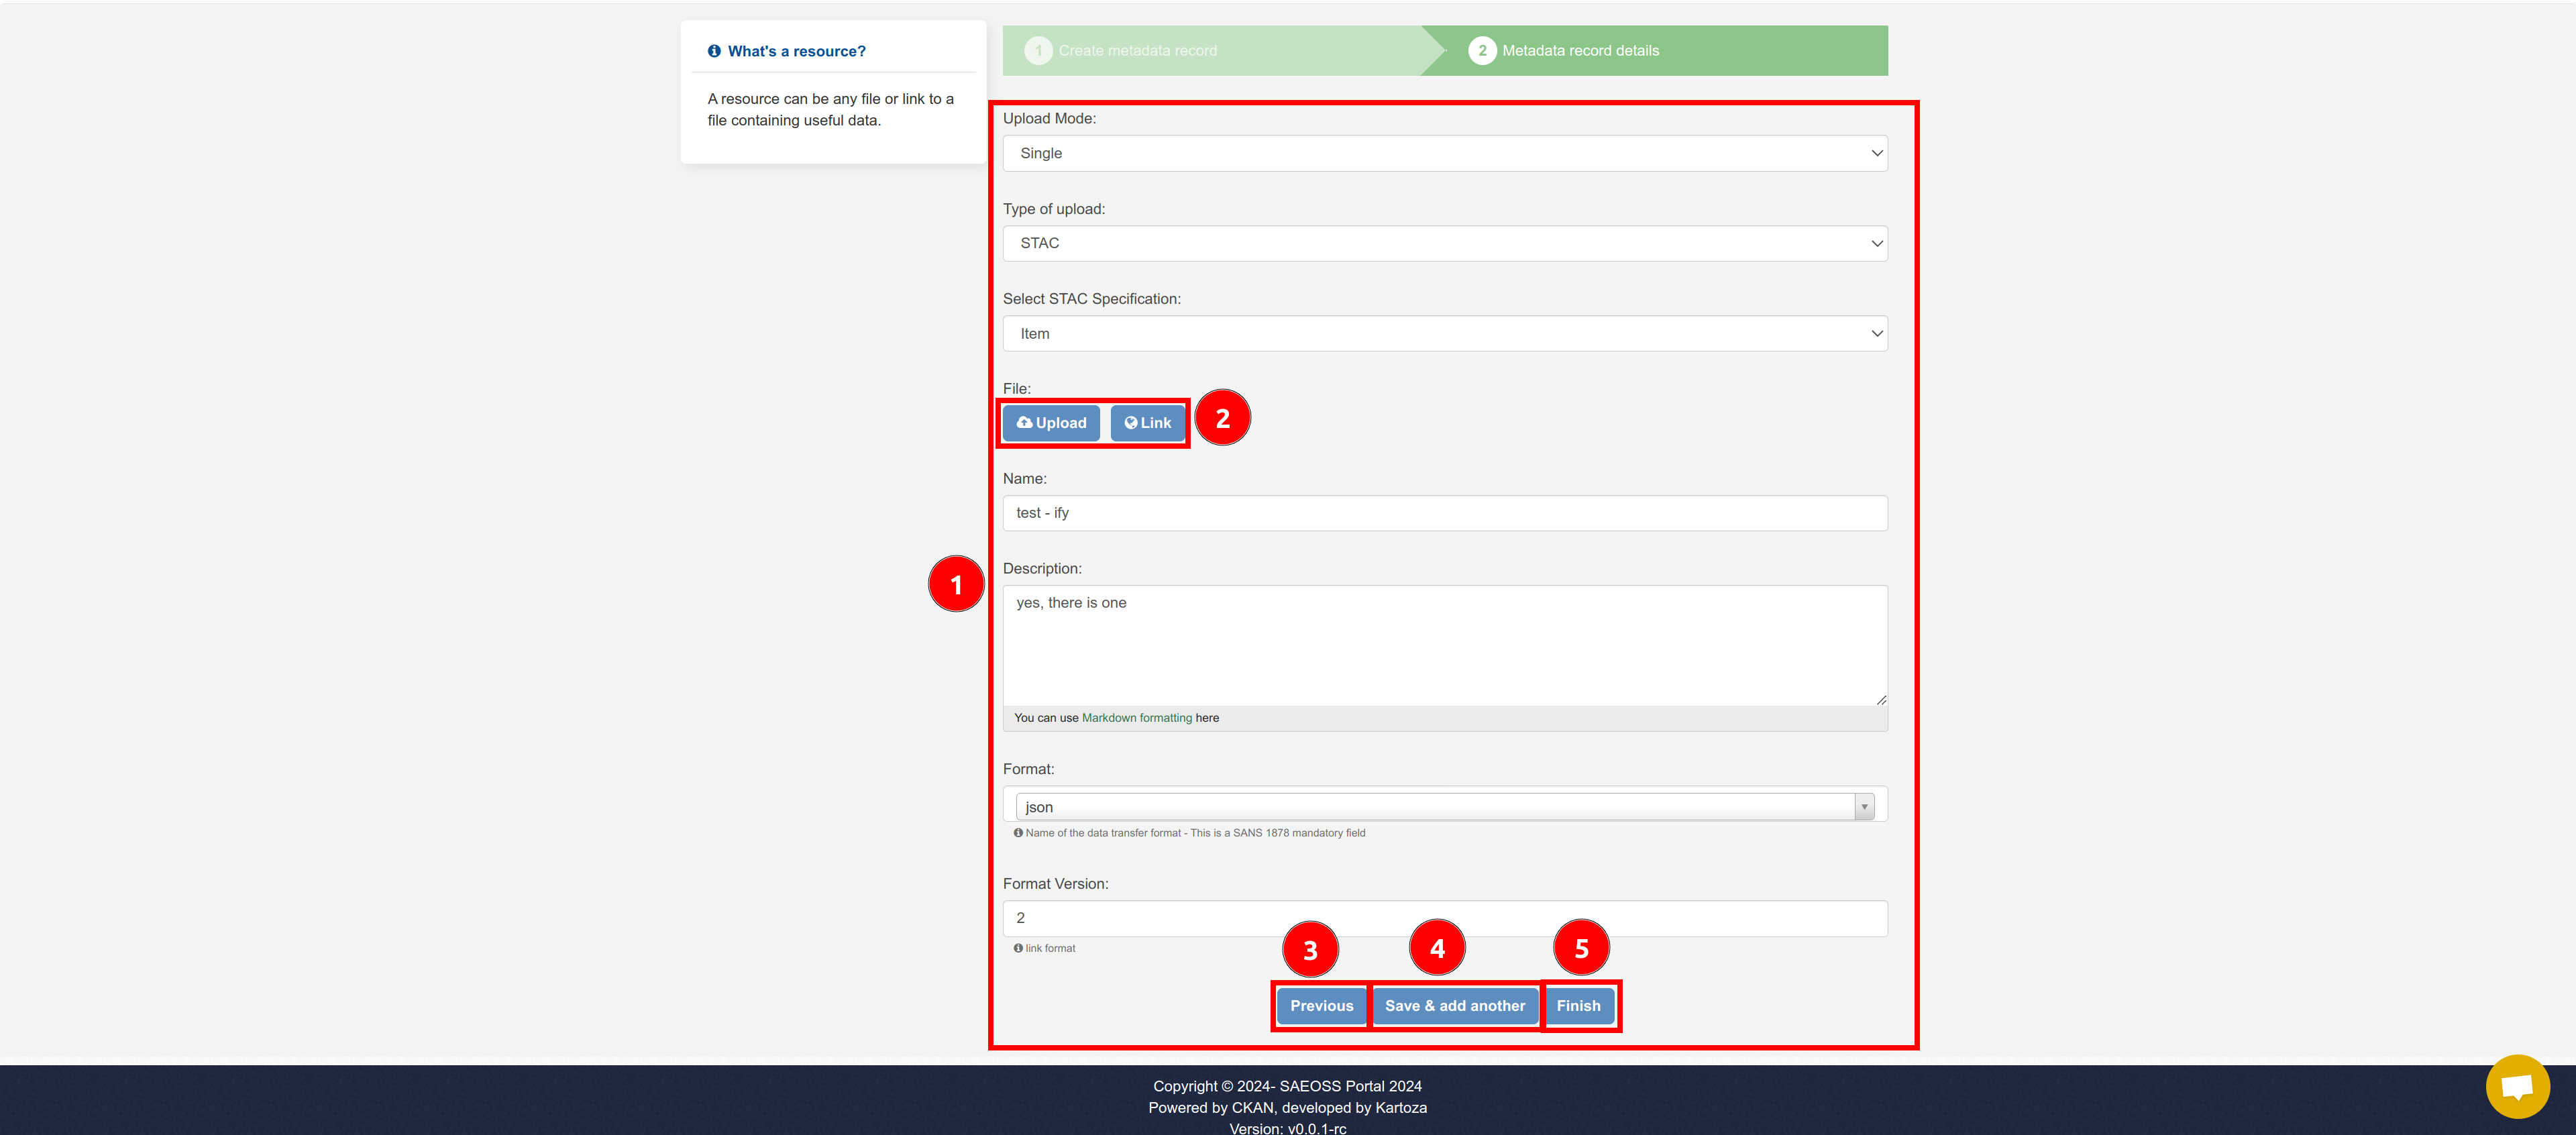 What's a resource?
A resource can be any file or link to a
file containing useful data.
1 Create metadata record
2 Metadata record details
Upload Mode:
Single
Type of upload:
STAC
Select STAC Specification:
Item
File:
Upload Link
2
Name:
test - ify
1
Description:
yes, there is one
You can use Markdown formatting here
Format:
json
Name of the data transfer format - This is a SANS 1878 mandatory field
Format Version:
2
link format
3 4 5
Previous Save & add another Finish
Copyright © 2024- SAEOSS Portal 2024
Powered by CKAN, developed by Kartoza
Version: v0.0.1-rc